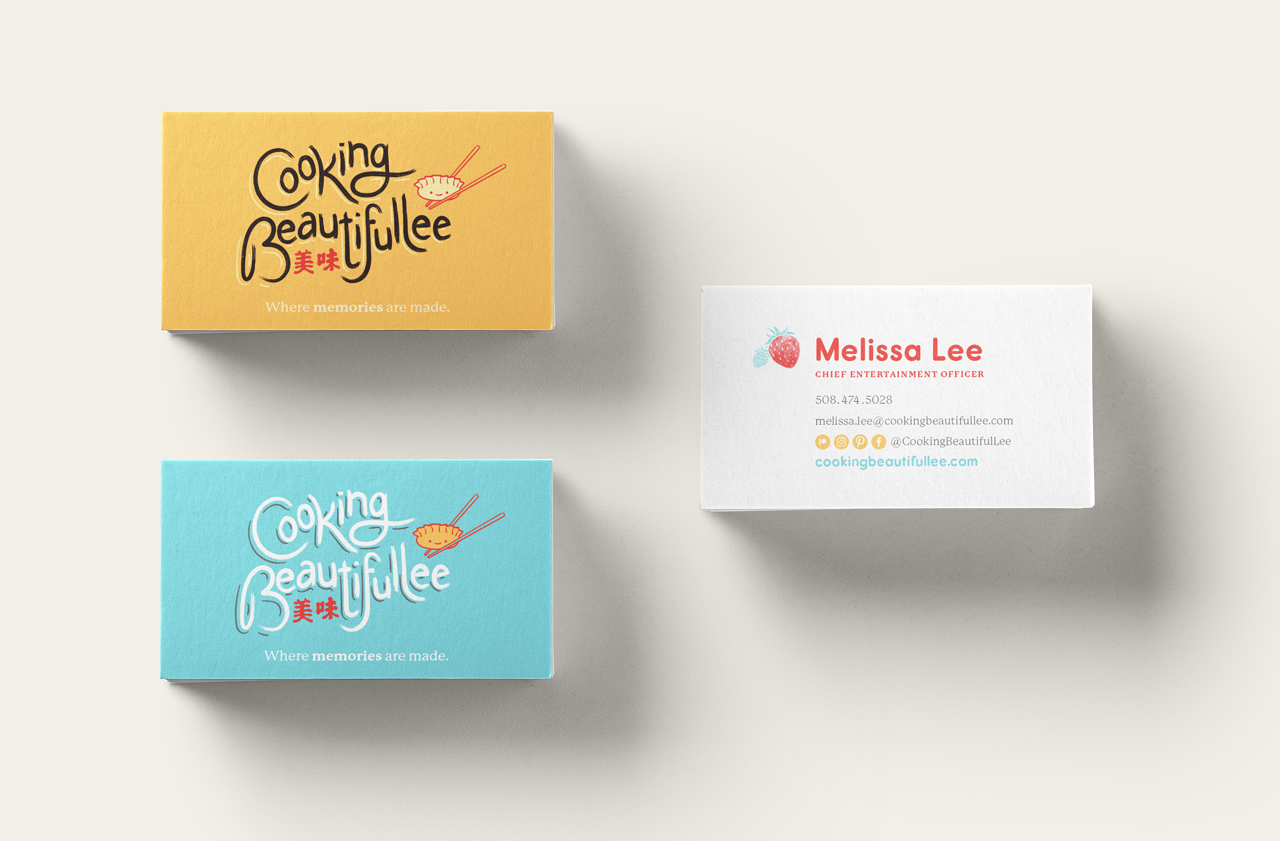 Cooking
Beautifullee
美味
Where memories are made.
Cooking
Beautifullee
美味
Where memories are made.
Melissa Lee
CHIEF ENTERTAINMENT OFFICER
508.474.5028
melissa.lee@cookingbeautifullee.com
@CookingBeautifulLee
cookingbeautifullee.com